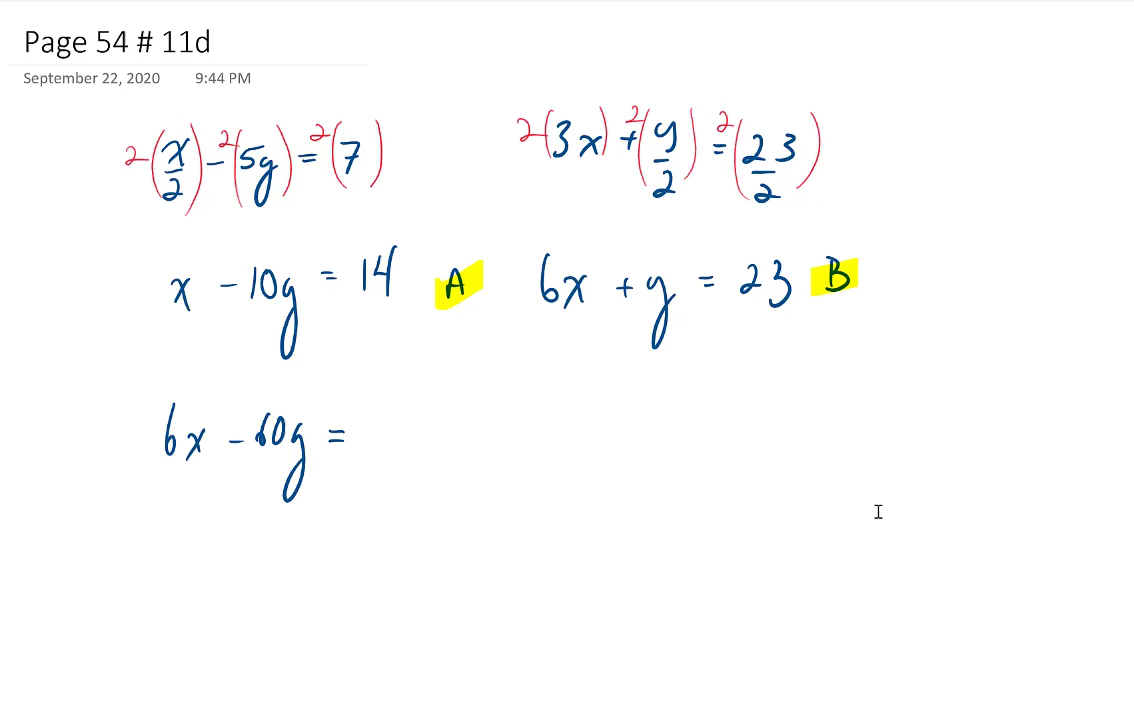 Page 54 # 11d
September 22, 2020 9:44 PM
2(x/2) - 2(5y) = 2(7) 2(3x) + 2(y/2) = 2(23/2)
x - 10y = 14 A 6x + y = 23 B
6x - 60y =